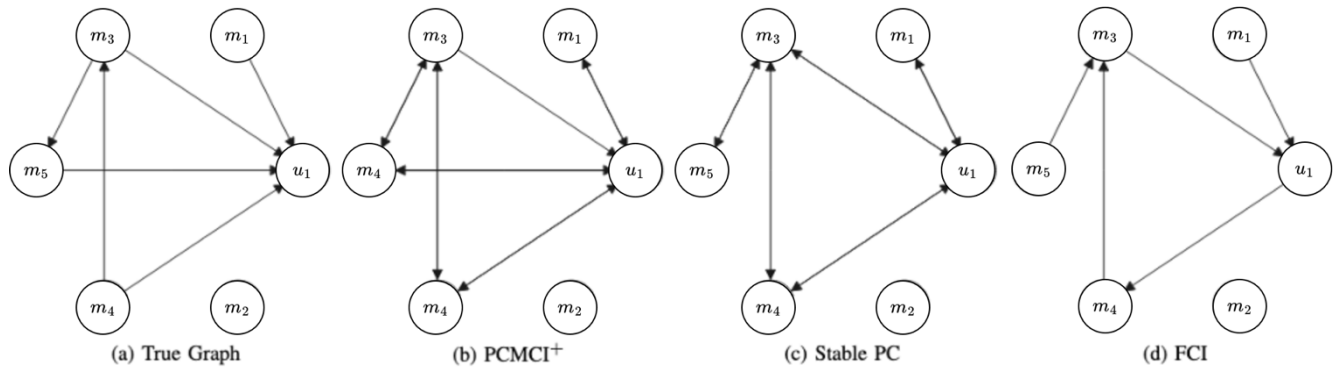 m₃ m₁ m₃ m₁ m₃ m₁ m₃ m₁
m₅ u₁ m₄ u₁ m₅ u₁ m₅ u₁
m₄ m₂ m₄ m₂ m₄ m₂ m₄ m₂
(a) True Graph (b) PCMCI⁺ (c) Stable PC (d) FCI